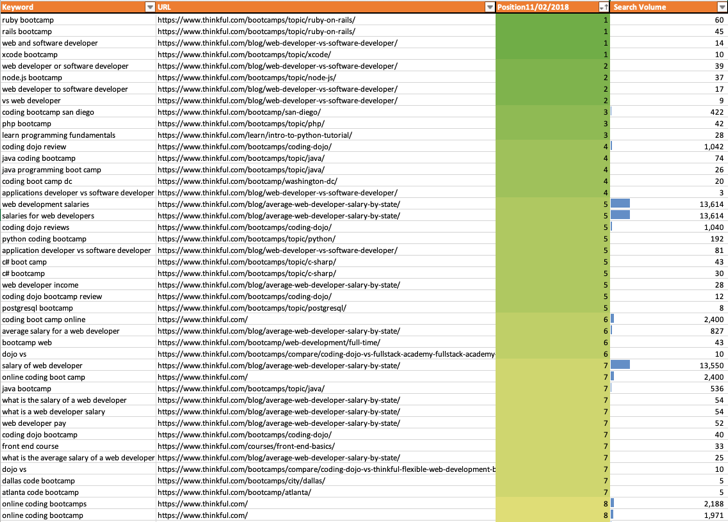 Keyword URL Position11/02/2018 Search Volume
ruby bootcamp https://www.thinkful.com/bootcamps/topic/ruby-on-rails/ 1 60
rails bootcamp https://www.thinkful.com/bootcamps/topic/ruby-on-rails/ 1 45
web and software developer https://www.thinkful.com/blog/web-developer-vs-software-developer/ 1 14
xcode bootcamp https://www.thinkful.com/bootcamps/topic/xcode/ 1 10
web developer or software developer https://www.thinkful.com/blog/web-developer-vs-software-developer/ 2 39
node.js bootcamp https://www.thinkful.com/bootcamps/topic/node-js/ 2 37
web developer to software developer https://www.thinkful.com/blog/web-developer-vs-software-developer/ 2 17
vs web developer https://www.thinkful.com/blog/web-developer-vs-software-developer/ 2 9
coding bootcamp san diego https://www.thinkful.com/bootcamp/san-diego/ 3 422
php bootcamp https://www.thinkful.com/bootcamps/topic/php/ 3 42
learn programming fundamentals https://www.thinkful.com/learn/intro-to-python-tutorial/ 3 28
coding dojo review https://www.thinkful.com/bootcamps/coding-dojo/ 4 1,042
java coding bootcamp https://www.thinkful.com/bootcamps/topic/java/ 4 74
java programming boot camp https://www.thinkful.com/bootcamps/topic/java/ 4 26
coding boot camp dc https://www.thinkful.com/bootcamp/washington-dc/ 4 20
applications developer vs software developer https://www.thinkful.com/blog/web-developer-vs-software-developer/ 4 3
web development salaries https://www.thinkful.com/blog/average-web-developer-salary-by-state/ 5 13,614
salaries for web developers https://www.thinkful.com/blog/average-web-developer-salary-by-state/ 5 13,614
coding dojo reviews https://www.thinkful.com/bootcamps/coding-dojo/ 5 1,040
python coding bootcamp https://www.thinkful.com/bootcamps/topic/python/ 5 192
application developer vs software developer https://www.thinkful.com/blog/web-developer-vs-software-developer/ 5 81
c# boot camp https://www.thinkful.com/bootcamps/topic/c-sharp/ 5 43
c# bootcamp https://www.thinkful.com/bootcamps/topic/c-sharp/ 5 30
web developer income https://www.thinkful.com/blog/average-web-developer-salary-by-state/ 5 28
coding dojo bootcamp review https://www.thinkful.com/bootcamps/coding-dojo/ 5 12
postgresql bootcamp https://www.thinkful.com/bootcamps/topic/postgresql/ 5 8
coding boot camp online https://www.thinkful.com/ 6 2,400
average salary for a web developer https://www.thinkful.com/blog/average-web-developer-salary-by-state/ 6 827
bootcamp web https://www.thinkful.com/bootcamp/web-development/full-time/ 6 43
dojo vs https://www.thinkful.com/bootcamps/compare/coding-dojo-vs-fullstack-academy-fullstack-academy- 6 10
salary of web developer https://www.thinkful.com/blog/average-web-developer-salary-by-state/ 7 13,550
online coding boot camp https://www.thinkful.com/ 7 2,400
java bootcamp https://www.thinkful.com/bootcamps/topic/java/ 7 536
what is the salary of a web developer https://www.thinkful.com/blog/average-web-developer-salary-by-state/ 7 54
what is a web developer salary https://www.thinkful.com/blog/average-web-developer-salary-by-state/ 7 54
web developer pay https://www.thinkful.com/blog/average-web-developer-salary-by-state/ 7 52
coding dojo bootcamp https://www.thinkful.com/bootcamps/coding-dojo/ 7 40
front end course https://www.thinkful.com/courses/front-end-basics/ 7 33
what is the average salary of a web developer https://www.thinkful.com/blog/average-web-developer-salary-by-state/ 7 25
dojo vs https://www.thinkful.com/bootcamps/compare/coding-dojo-vs-thinkful-flexible-web-development-b 7 10
dallas code bootcamp https://www.thinkful.com/bootcamps/city/dallas/ 7 5
atlanta code bootcamp https://www.thinkful.com/bootcamp/atlanta/ 7 5
online coding bootcamps https://www.thinkful.com/ 8 2,188
online coding bootcamp https://www.thinkful.com/ 8 1,971